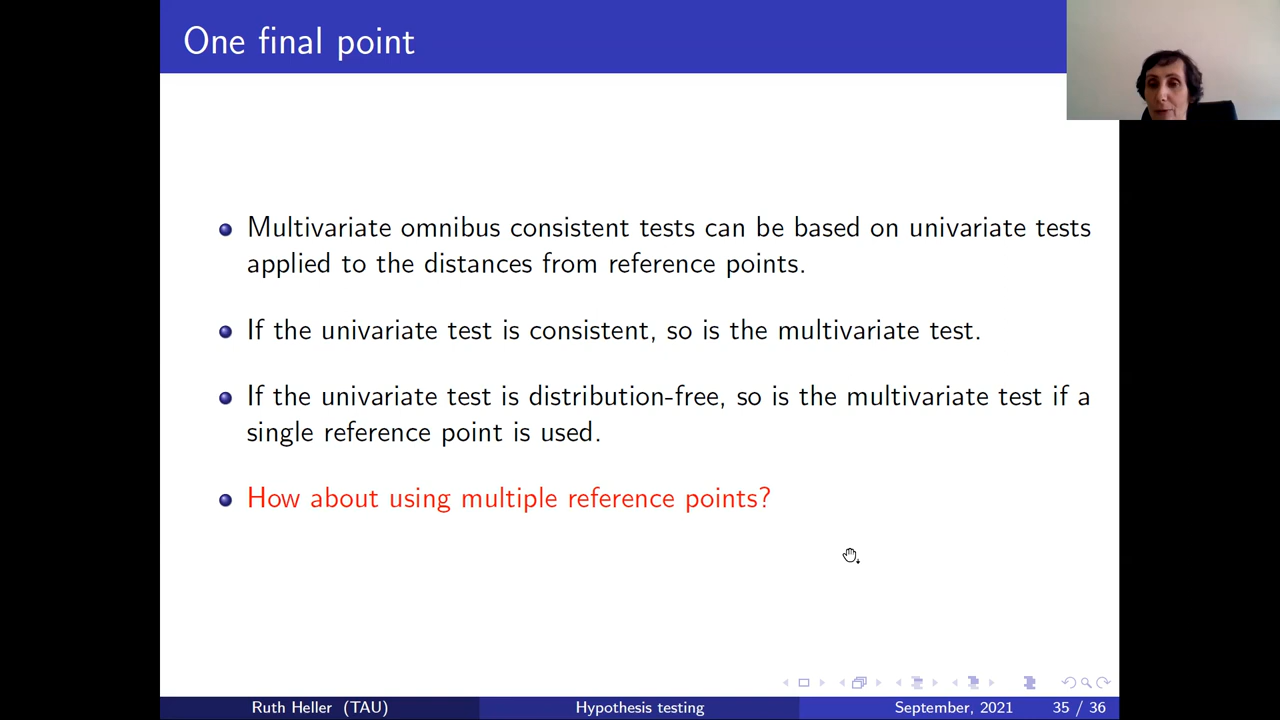 One final point
Multivariate omnibus consistent tests can be based on univariate tests
applied to the distances from reference points.
If the univariate test is consistent, so is the multivariate test.
If the univariate test is distribution-free, so is the multivariate test if a
single reference point is used.
How about using multiple reference points?
Ruth Heller (TAU) Hypothesis testing September, 2021 35 / 36